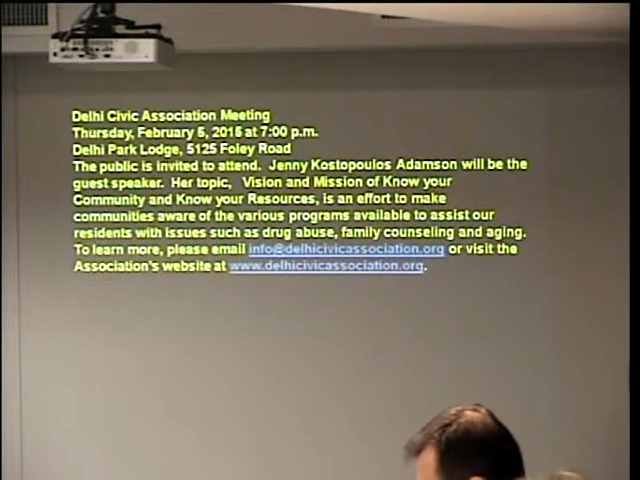 Delhi Civic Association Meeting
Thursday, February 5, 2015 at 7:00 p.m.
Delhi Park Lodge, 5125 Foley Road
The public is invited to attend. Jenny Kostopoulos Adamson will be the
guest speaker. Her topic, Vision and Mission of Know your
Community and Know your Resources, is an effort to make
communities aware of the various programs available to assist our
residents with issues such as drug abuse, family counseling and aging.
To learn more, please email info@delhicivicassociation.org or visit the
Association's website at www.delhicivicassociation.org.